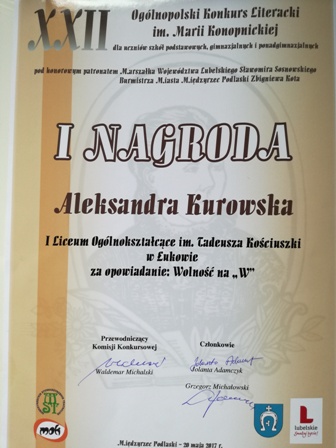 XXII
Ogólnopolski Konkurs Literacki
im. Marii Konopnickiej
dla uczniów szkół podstawowych, gimnazjalnych i ponadgimnazjalnych
pod honorowym patronatem Marszałka Województwa Lubelskiego Sławomira Sosnowskiego
Burmistrza Miasta Międzyrzec Podlaski Zbigniewa Kota
I NAGRODA
Aleksandra Kurowska
I Liceum Ogólnokształcące im. Tadeusza Kościuszki
w Łukowie
za opowiadanie: Wolność na „W”
Przewodniczący
Komisji Konkursowej
Waldemar Michalski
Członkowie
Jolanta Adamczyk
Grzegorz Michałowski
lubelskie
Międzyrzec Podlaski – 20 maja 2017 r.